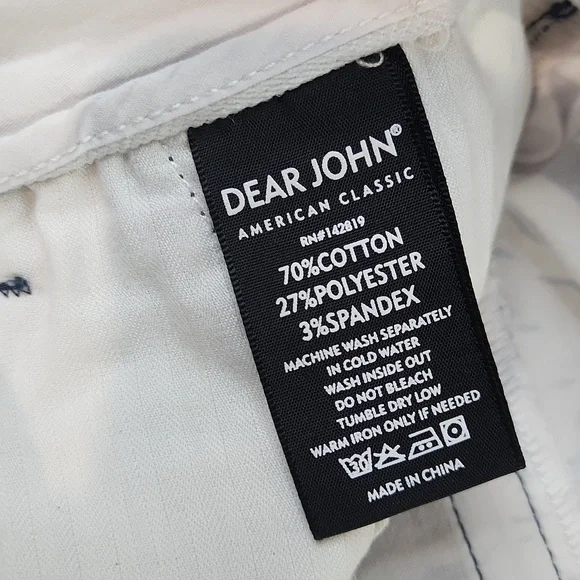 DEAR JOHN®
AMERICAN CLASSIC
RN#142819
70%COTTON
27%POLYESTER
3%SPANDEX
MACHINE WASH SEPARATELY
IN COLD WATER
WASH INSIDE OUT
DO NOT BLEACH
TUMBLE DRY LOW
WARM IRON ONLY IF NEEDED
30
MADE IN CHINA